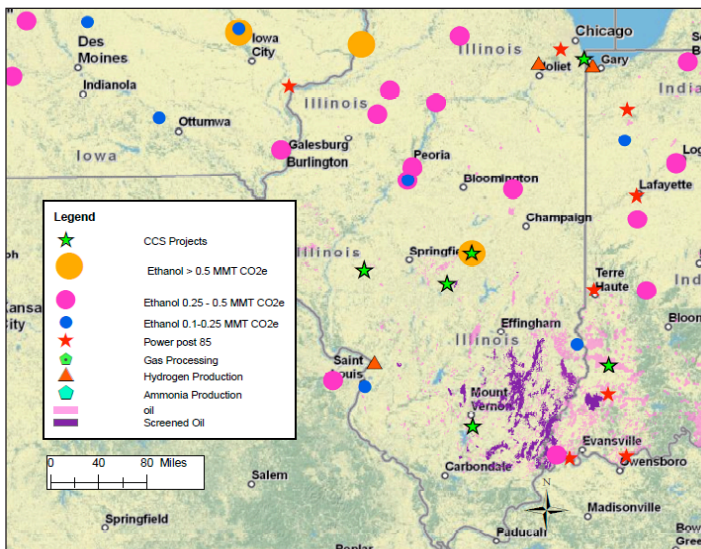 Chicago
Des
Moines
Iowa
City
Illinois
Joliet
Gary
Indianola
Illinois
Ottumwa
Galesburg
Burlington
Iowa
Peoria
Bloomington
Lafayette
Champaign
Legend
CCS Projects
Ethanol > 0.5 MMT CO2e
Ethanol 0.25 - 0.5 MMT CO2e
Ethanol 0.1-0.25 MMT CO2e
Power post 85
Gas Processing
Hydrogen Production
Ammonia Production
oil
Screened Oil
Illinois
Springfield
Terre
Haute
City
Effingham
Illinois
Saint
Louis
Mount
Vernon
Evansville
Owensboro
Carbondale
0 20 40 80 Miles
Salem
N
Madisonville
Springfield
Paducah